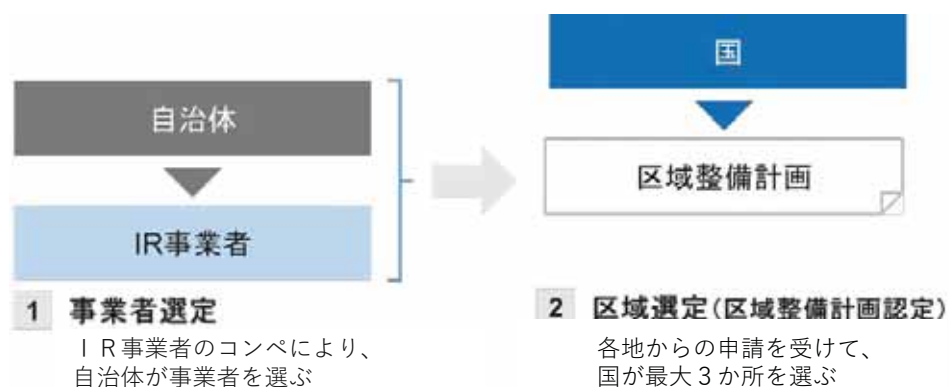 自治体
IR事業者
1 事業者選定
ＩＲ事業者のコンペにより、
自治体が事業者を選ぶ
国
区域整備計画
2 区域選定(区域整備計画認定)
各地からの申請を受けて、
国が最大３か所を選ぶ